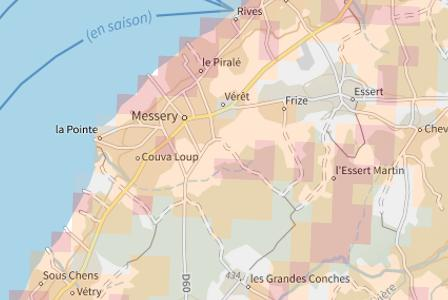 Rives
(en saison)
le Piralé
Vérêt
Essert
Frize
Messery
la Pointe
Couva Loup
l'Essert Martin
D60
434
les Grandes Conches
Sous Chens
Vétry